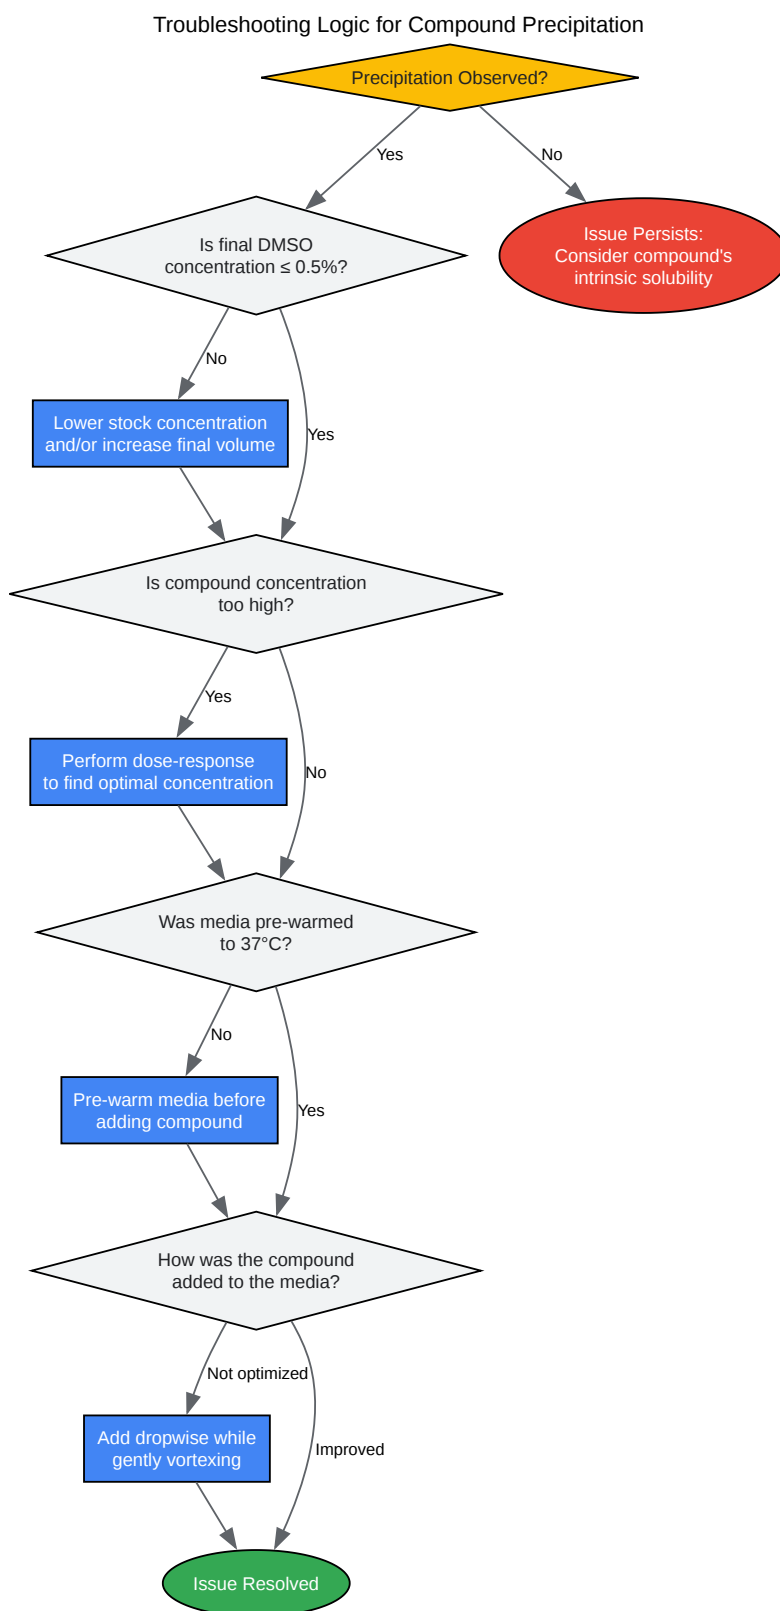 Troubleshooting Logic for Compound Precipitation
Precipitation Observed?
Yes
No
Is final DMSO
concentration ≤ 0.5%?
Issue Persists:
Consider compound's
intrinsic solubility
No
Yes
Lower stock concentration
and/or increase final volume
Is compound concentration
too high?
Yes
No
Perform dose-response
to find optimal concentration
Was media pre-warmed
to 37°C?
No
Yes
Pre-warm media before
adding compound
How was the compound
added to the media?
Not optimized
Improved
Add dropwise while
gently vortexing
Issue Resolved